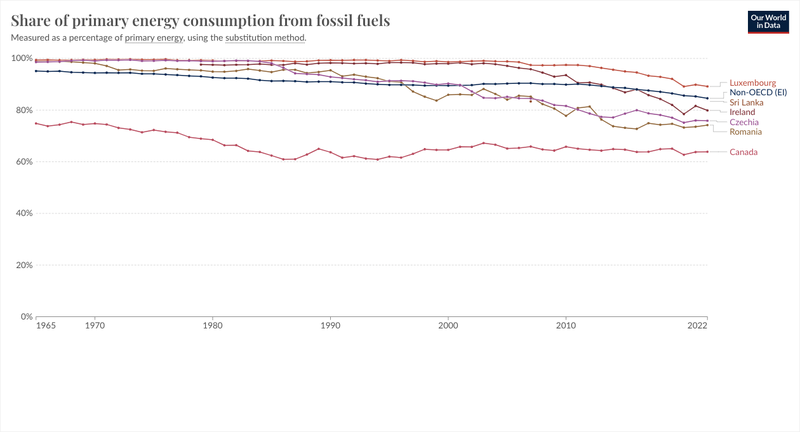 Share of primary energy consumption from fossil fuels
Measured as a percentage of primary energy, using the substitution method.
Our World
in Data
100%
80%
60%
40%
20%
0%
1965
1970
1980
1990
2000
2010
2022
Luxembourg
Non-OECD (EI)
Sri Lanka
Ireland
Czechia
Romania
Canada